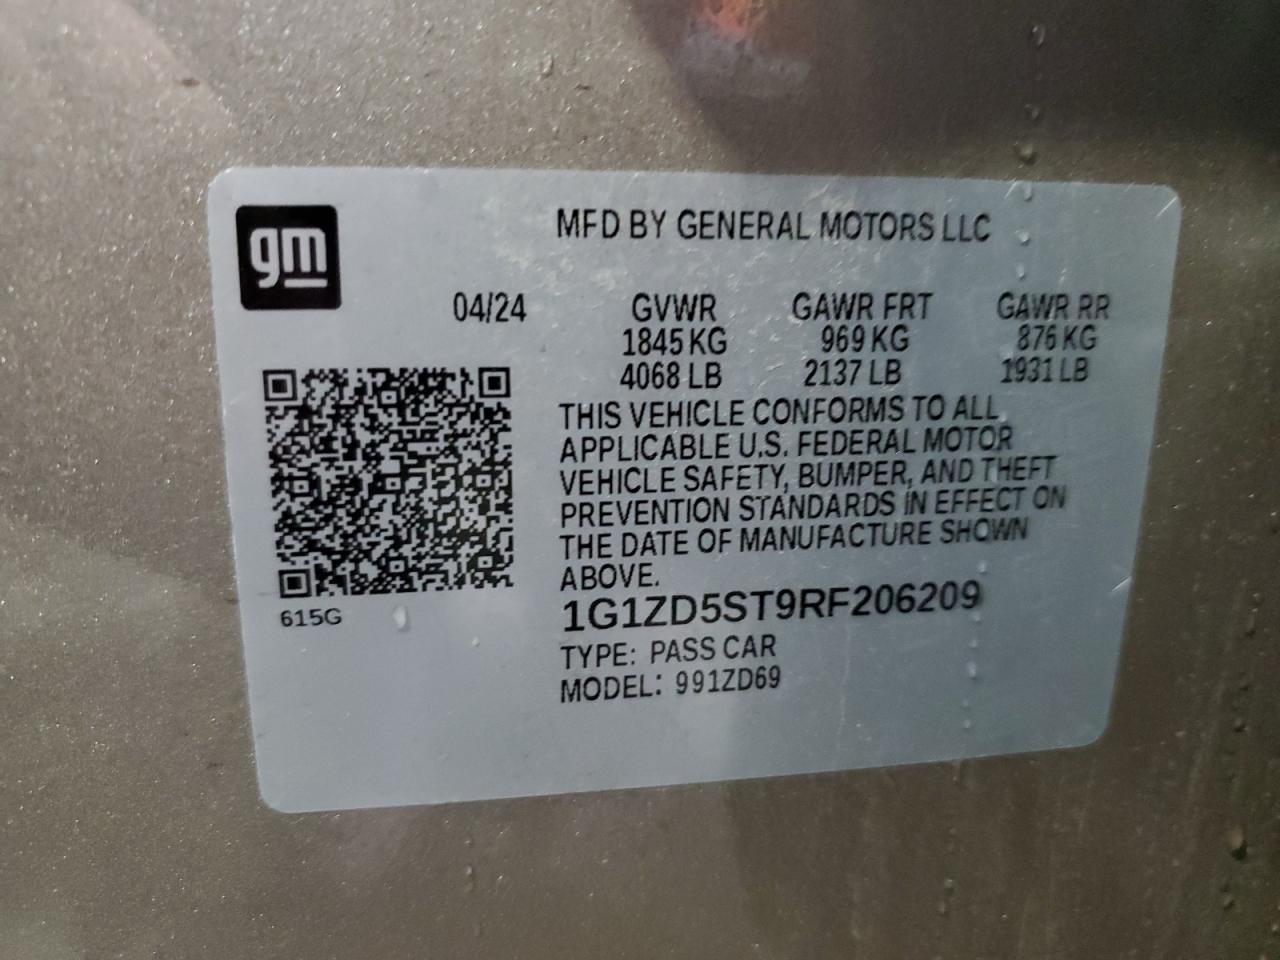 gm
MFD BY GENERAL MOTORS LLC
04/24 GVWR GAWR FRT GAWR RR
1845 KG 969 KG 876 KG
4068 LB 2137 LB 1931 LB
THIS VEHICLE CONFORMS TO ALL
APPLICABLE U.S. FEDERAL MOTOR
VEHICLE SAFETY, BUMPER, AND THEFT
PREVENTION STANDARDS IN EFFECT ON
THE DATE OF MANUFACTURE SHOWN
ABOVE.
615G
1G1ZD5ST9RF206209
TYPE: PASS CAR
MODEL: 991ZD69